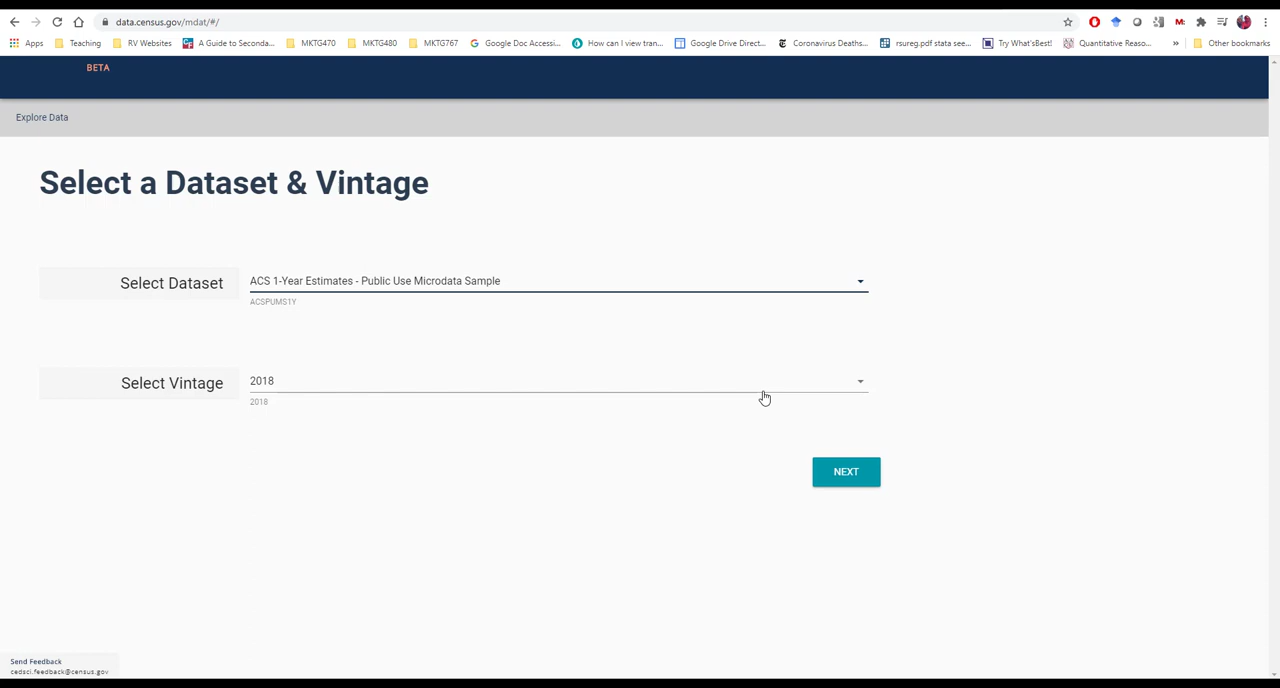 data.census.gov/mdat/#/
Apps Teaching RV Websites A Guide to Seconda... MKTG470 MKTG480 MKTG767 Google Doc Accessi... How can I view tran... Google Drive Direct... Coronavirus Deaths... rsureg.pdf stata see... Try What'sBest! Quantitative Reaso... » Other bookmarks
BETA
Explore Data
Select a Dataset & Vintage
Select Dataset ACS 1-Year Estimates - Public Use Microdata Sample
ACSPUMS1Y
Select Vintage 2018
2018
NEXT
Send Feedback
cedsci.feedback@census.gov